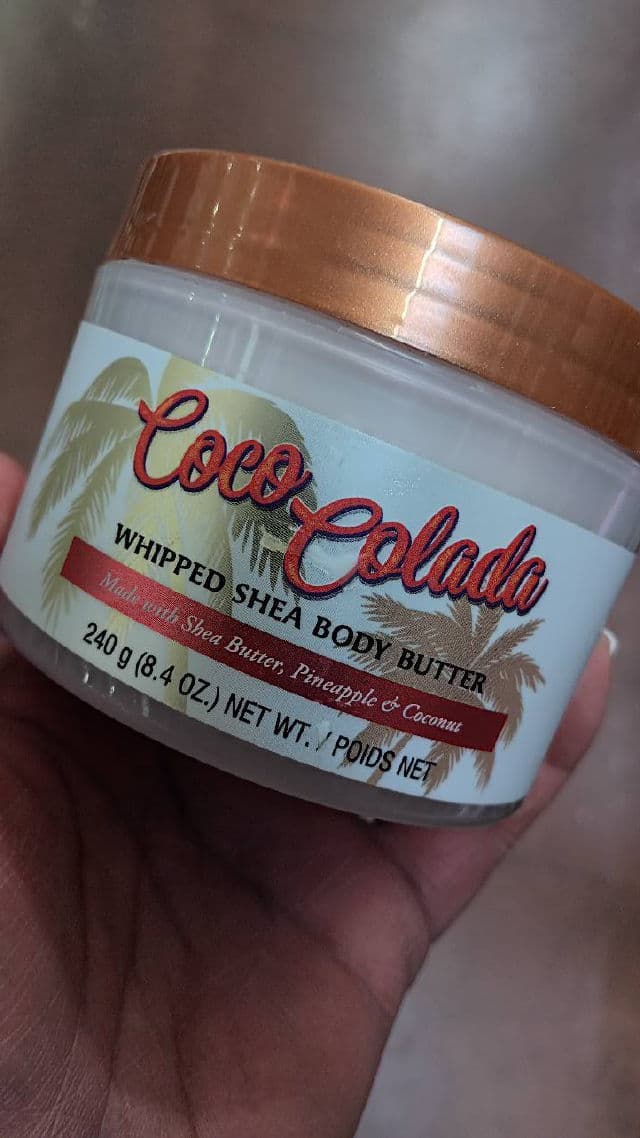 Coco Colada
WHIPPED SHEA BODY BUTTER
Made with Shea Butter, Pineapple & Coconut
240 g (8.4 OZ.) NET WT. / POIDS NET